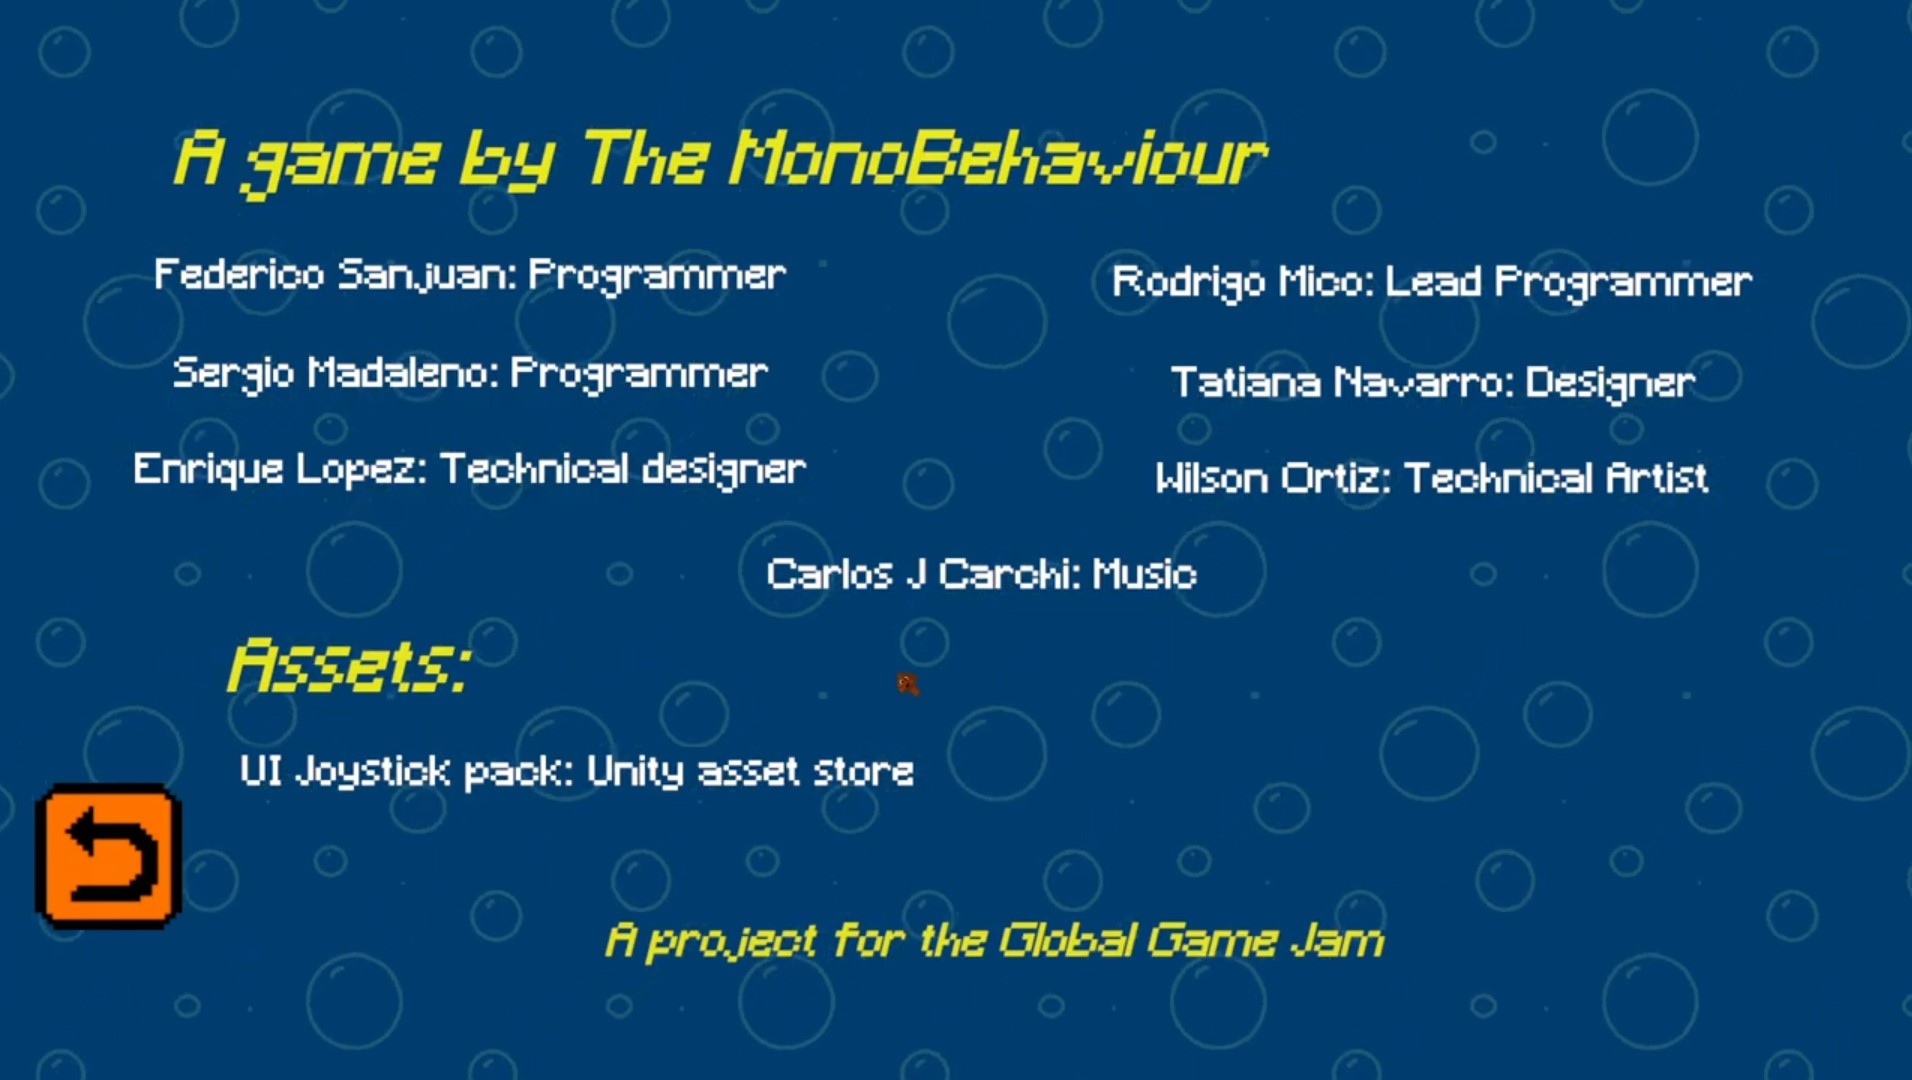 A game by The MonoBehaviour
Federico Sanjuan: Programmer
Rodrigo Mico: Lead Programmer
Sergio Madaleno: Programmer
Tatiana Navarro: Designer
Enrique Lopez: Technical designer
Wilson Ortiz: Technical Artist
Carlos J Carchi: Music
Assets:
UI Joystick pack: Unity asset store
A project for the Global Game Jam